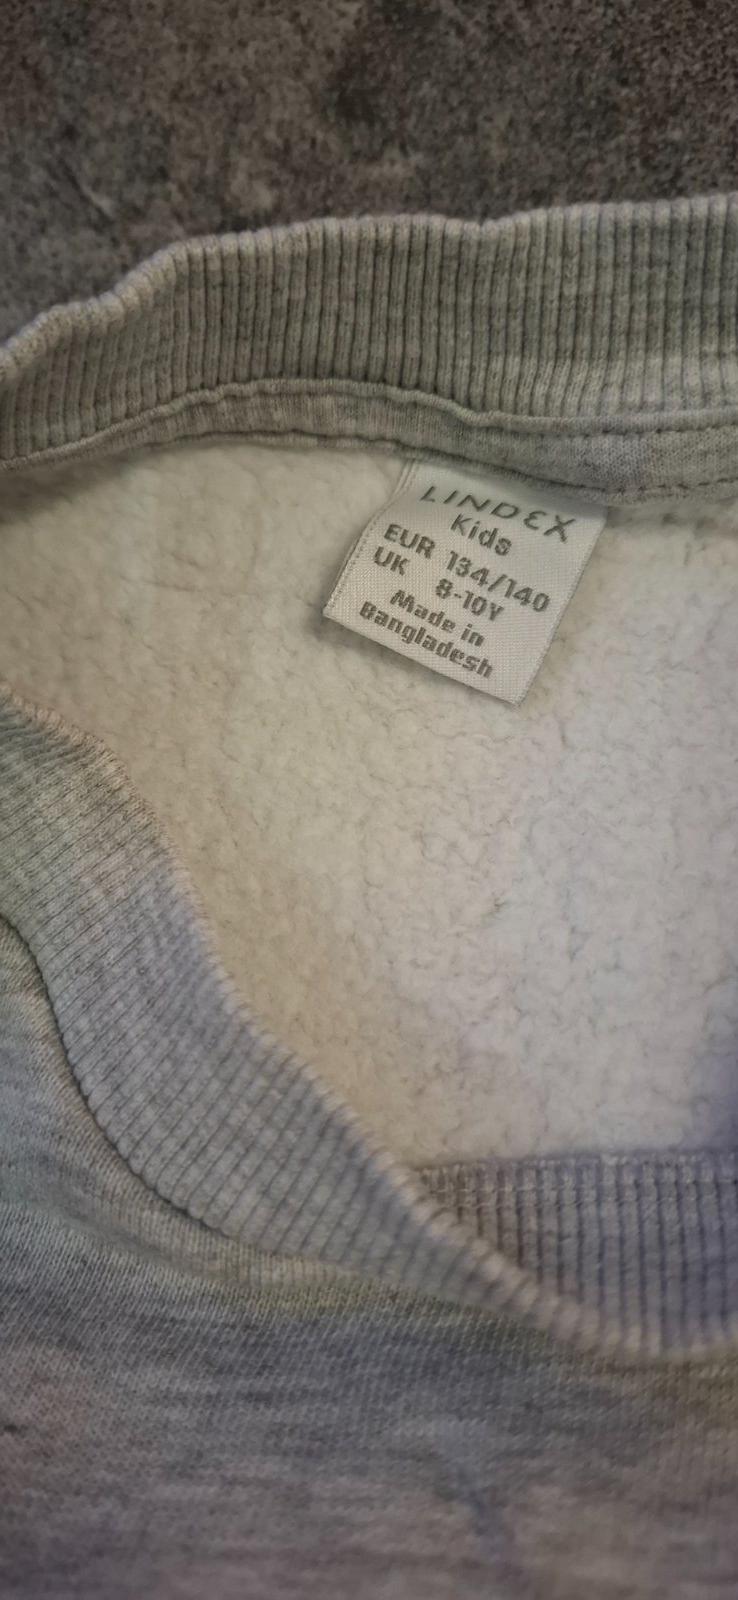 LINDEX
Kids
EUR 134/140
UK 8-10Y
Made in
Bangladesh